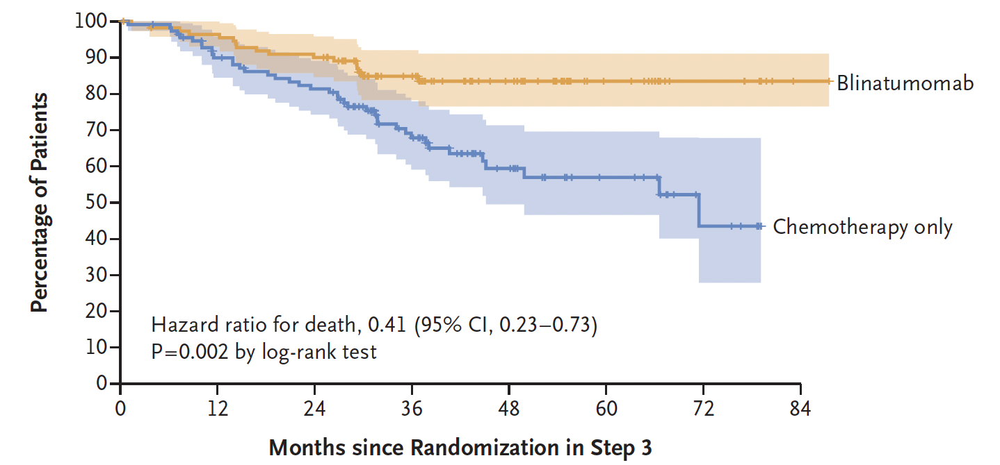 Percentage of Patients
100
90
80
70
60
50
40
30
20
10
0
Blinatumomab
Chemotherapy only
Hazard ratio for death, 0.41 (95% CI, 0.23–0.73)
P=0.002 by log-rank test
0 12 24 36 48 60 72 84
Months since Randomization in Step 3